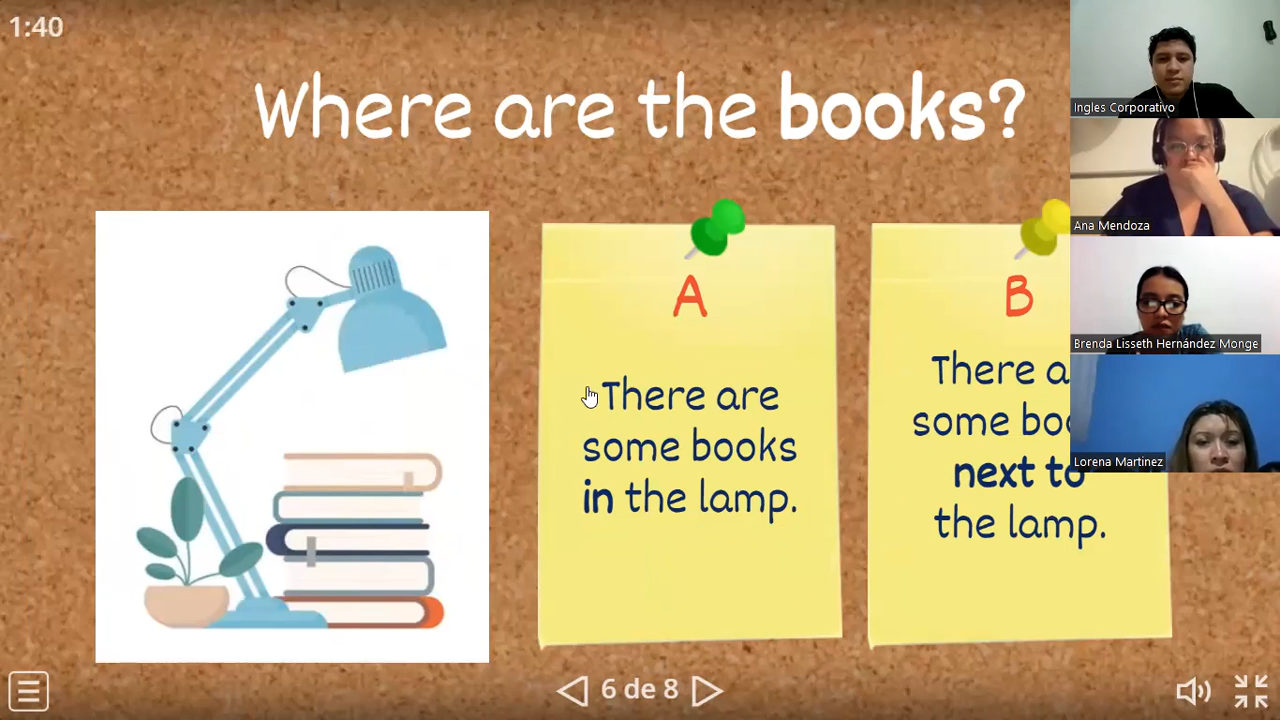 1:40
Where are the books?
A
There are
some books
in the lamp.
B
There
some
next to
the lamp.
6 de 8
Ingles Corporativo
Ana Mendoza
Brenda Lisseth Hernández Monge
Lorena Martinez